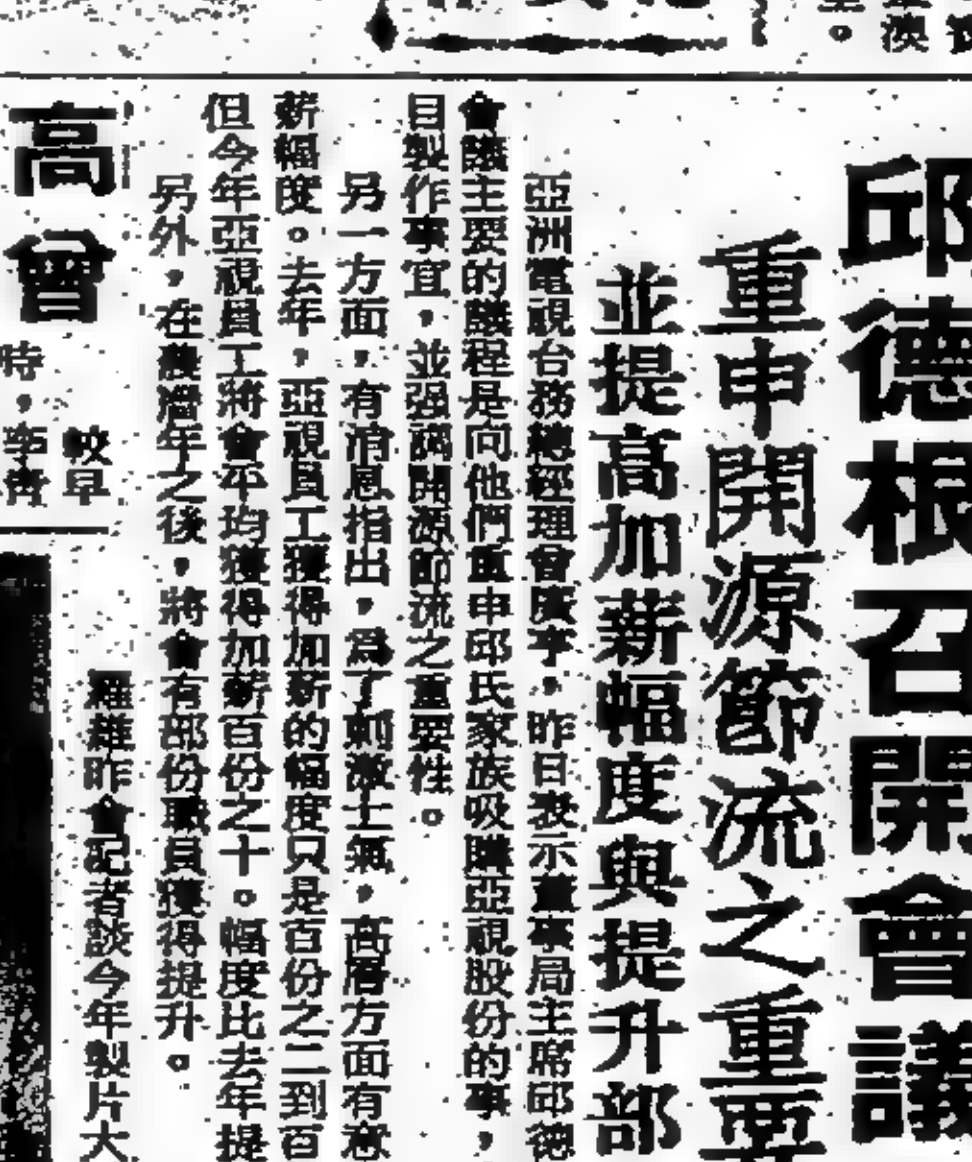 邱德根召開會議
重申開源節流之重要
並提高加薪幅度與提升部
亞洲電視台務總經理曾廣亨，昨日表示董事局主席邱德
會議主要的議程是向他們重申邱氏家族吸購亞視股份的事，
目製作事宜，並强調開源節流之重要性。
另一方面，有消息指出，爲了刺激士氣，高層方面有意
薪幅度。去年，亞視員工獲得加薪的幅度只是百份之二到百
但今年亞視員工將會平均獲得加薪百份之十。幅度比去年提
另外，在農曆年之後，將會有部份職員獲得提升。
羅維昨會記者談今年製片大
高曾
時，